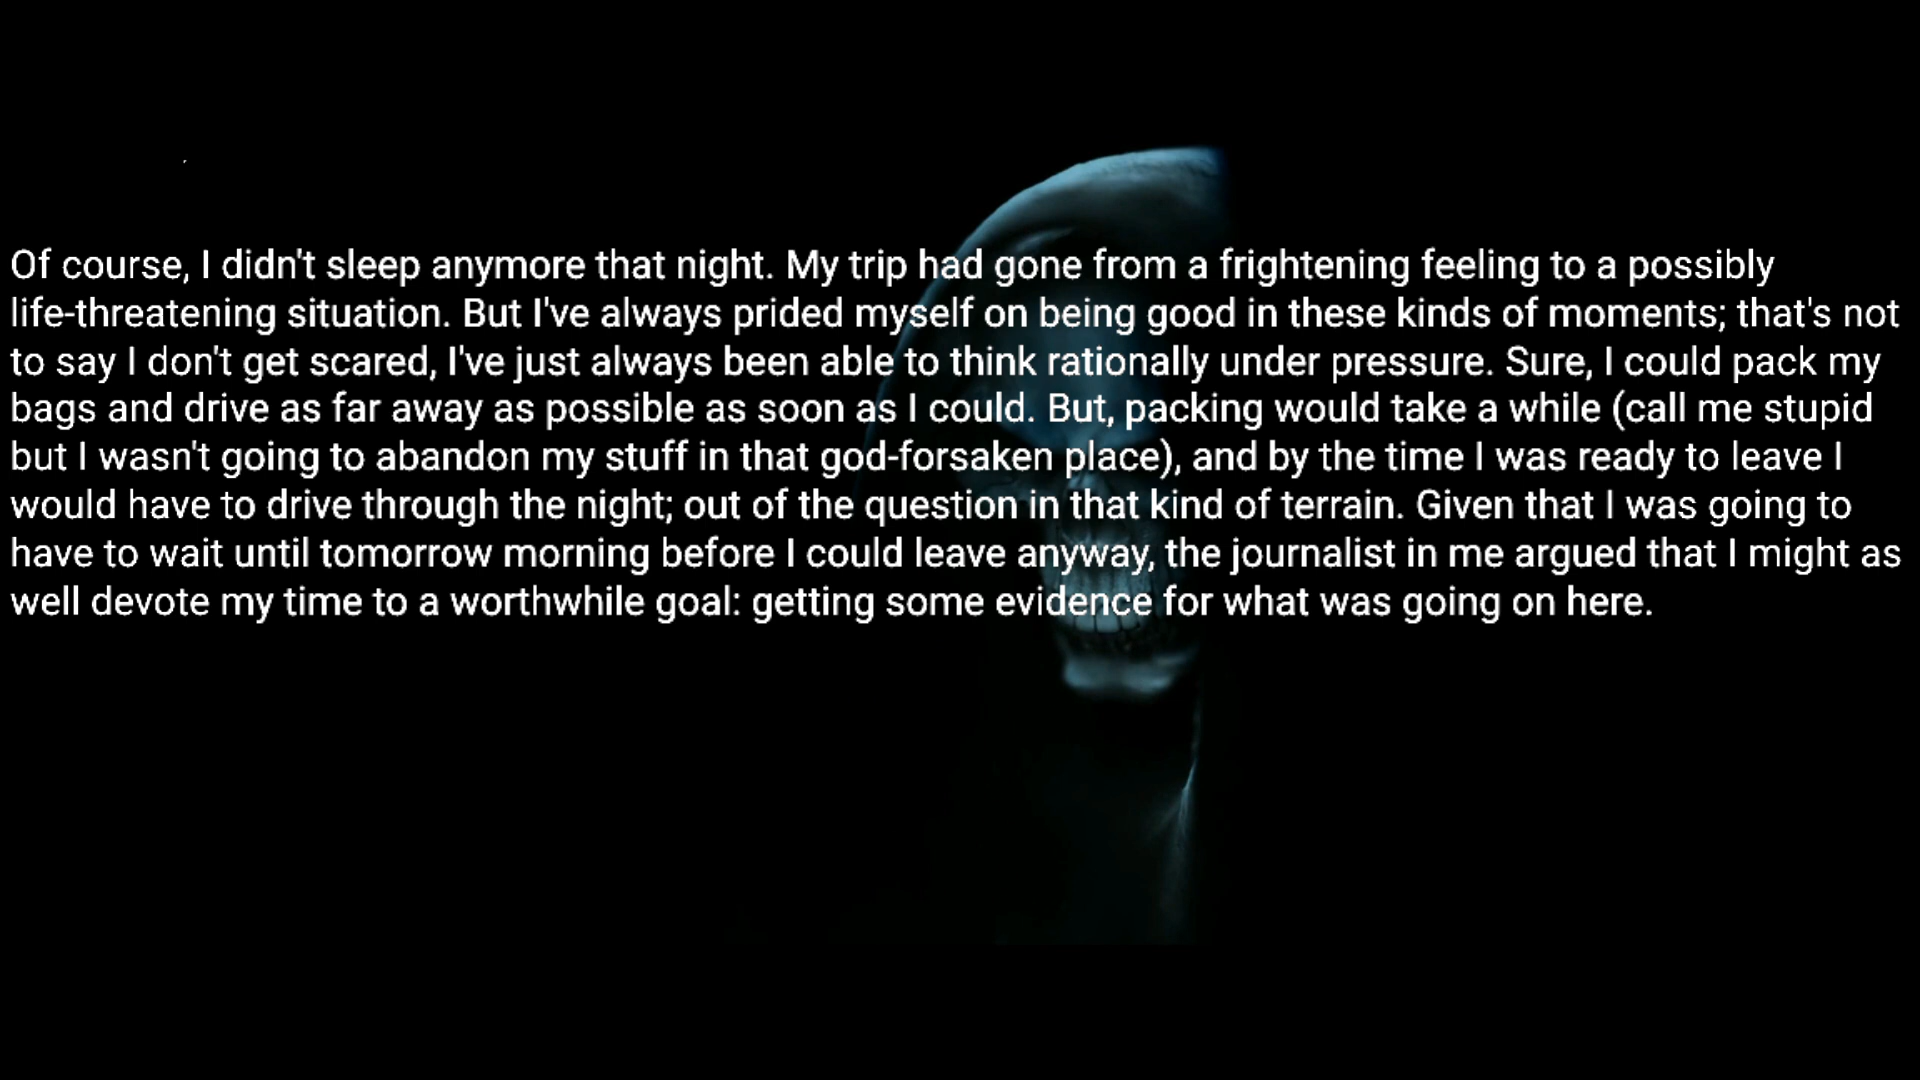 Of course, I didn't sleep anymore that night. My trip had gone from a frightening feeling to a possibly
life-threatening situation. But I've always prided myself on being good in these kinds of moments; that's not
to say I don't get scared, I've just always been able to think rationally under pressure. Sure, I could pack my
bags and drive as far away as possible as soon as I could. But, packing would take a while (call me stupid
but I wasn't going to abandon my stuff in that god-forsaken place), and by the time I was ready to leave I
would have to drive through the night; out of the question in that kind of terrain. Given that I was going to
have to wait until tomorrow morning before I could leave anyway, the journalist in me argued that I might as
well devote my time to a worthwhile goal: getting some evidence for what was going on here.